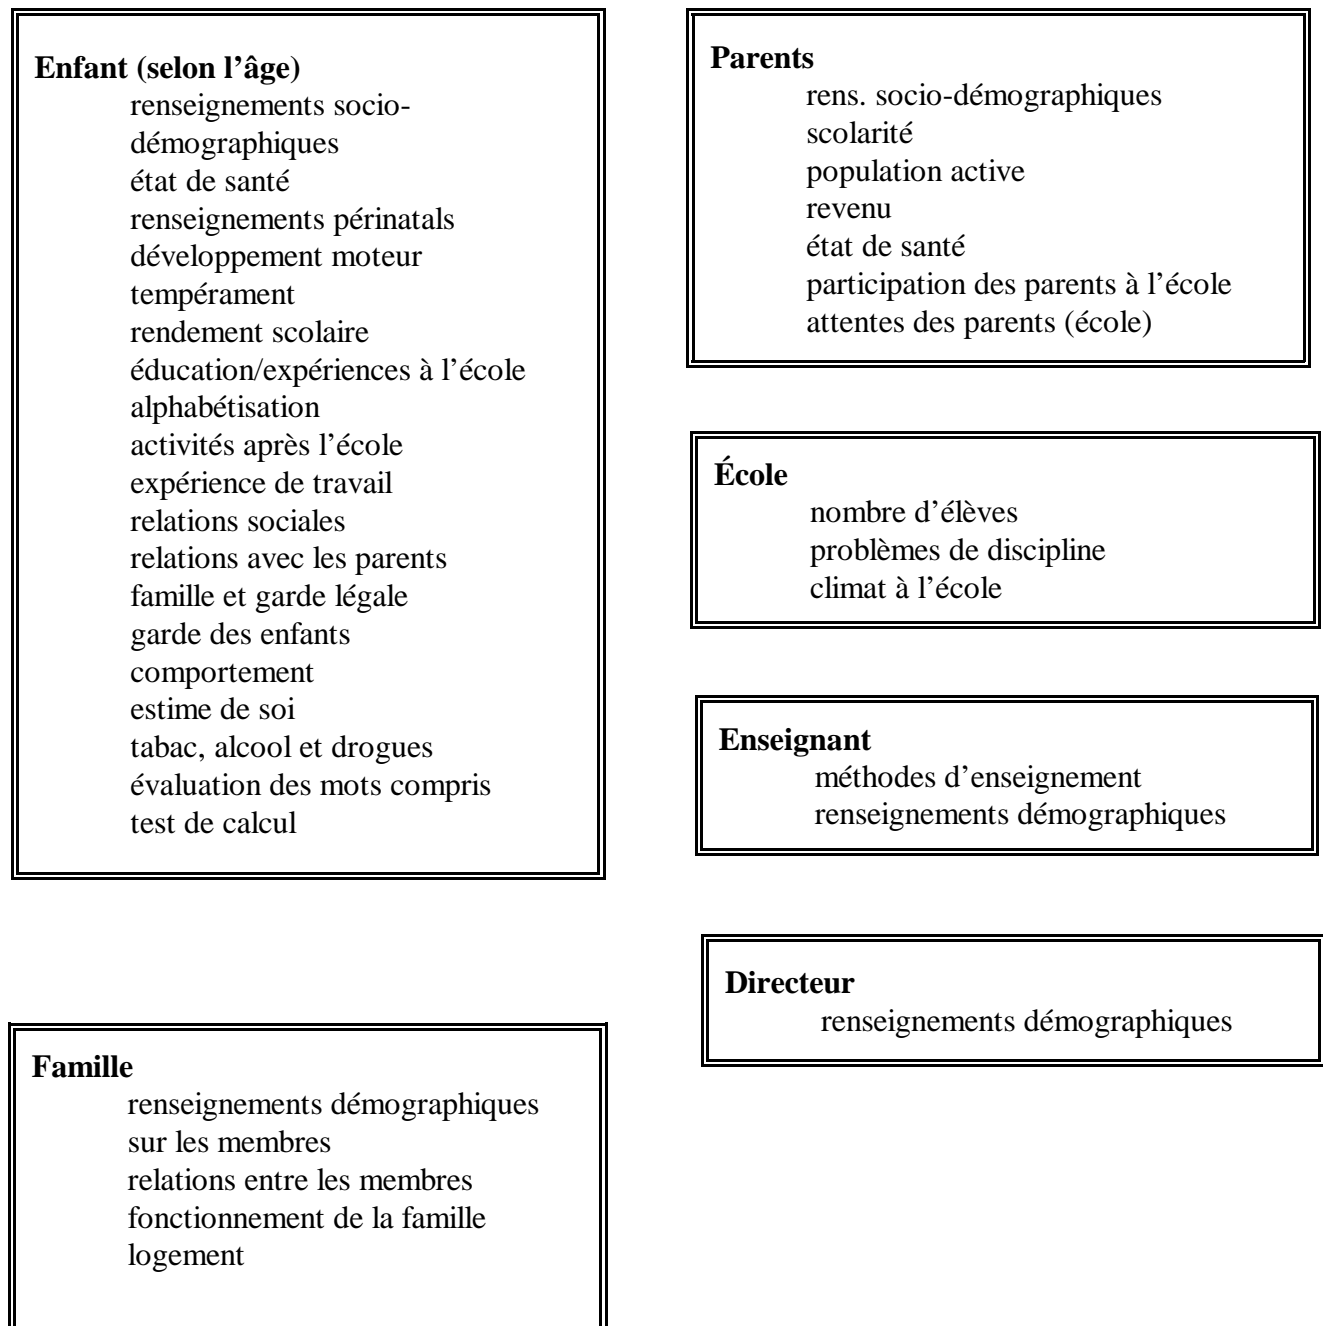 Enfant (selon l’âge)
renseignements socio-
démographiques
état de santé
renseignements périnatals
développement moteur
tempérament
rendement scolaire
éducation/expériences à l’école
alphabétisation
activités après l’école
expérience de travail
relations sociales
relations avec les parents
famille et garde légale
garde des enfants
comportement
estime de soi
tabac, alcool et drogues
évaluation des mots compris
test de calcul
Famille
renseignements démographiques
sur les membres
relations entre les membres
fonctionnement de la famille
logement
Parents
rens. socio-démographiques
scolarité
population active
revenu
état de santé
participation des parents à l’école
attentes des parents (école)
École
nombre d’élèves
problèmes de discipline
climat à l’école
Enseignant
méthodes d’enseignement
renseignements démographiques
Directeur
renseignements démographiques